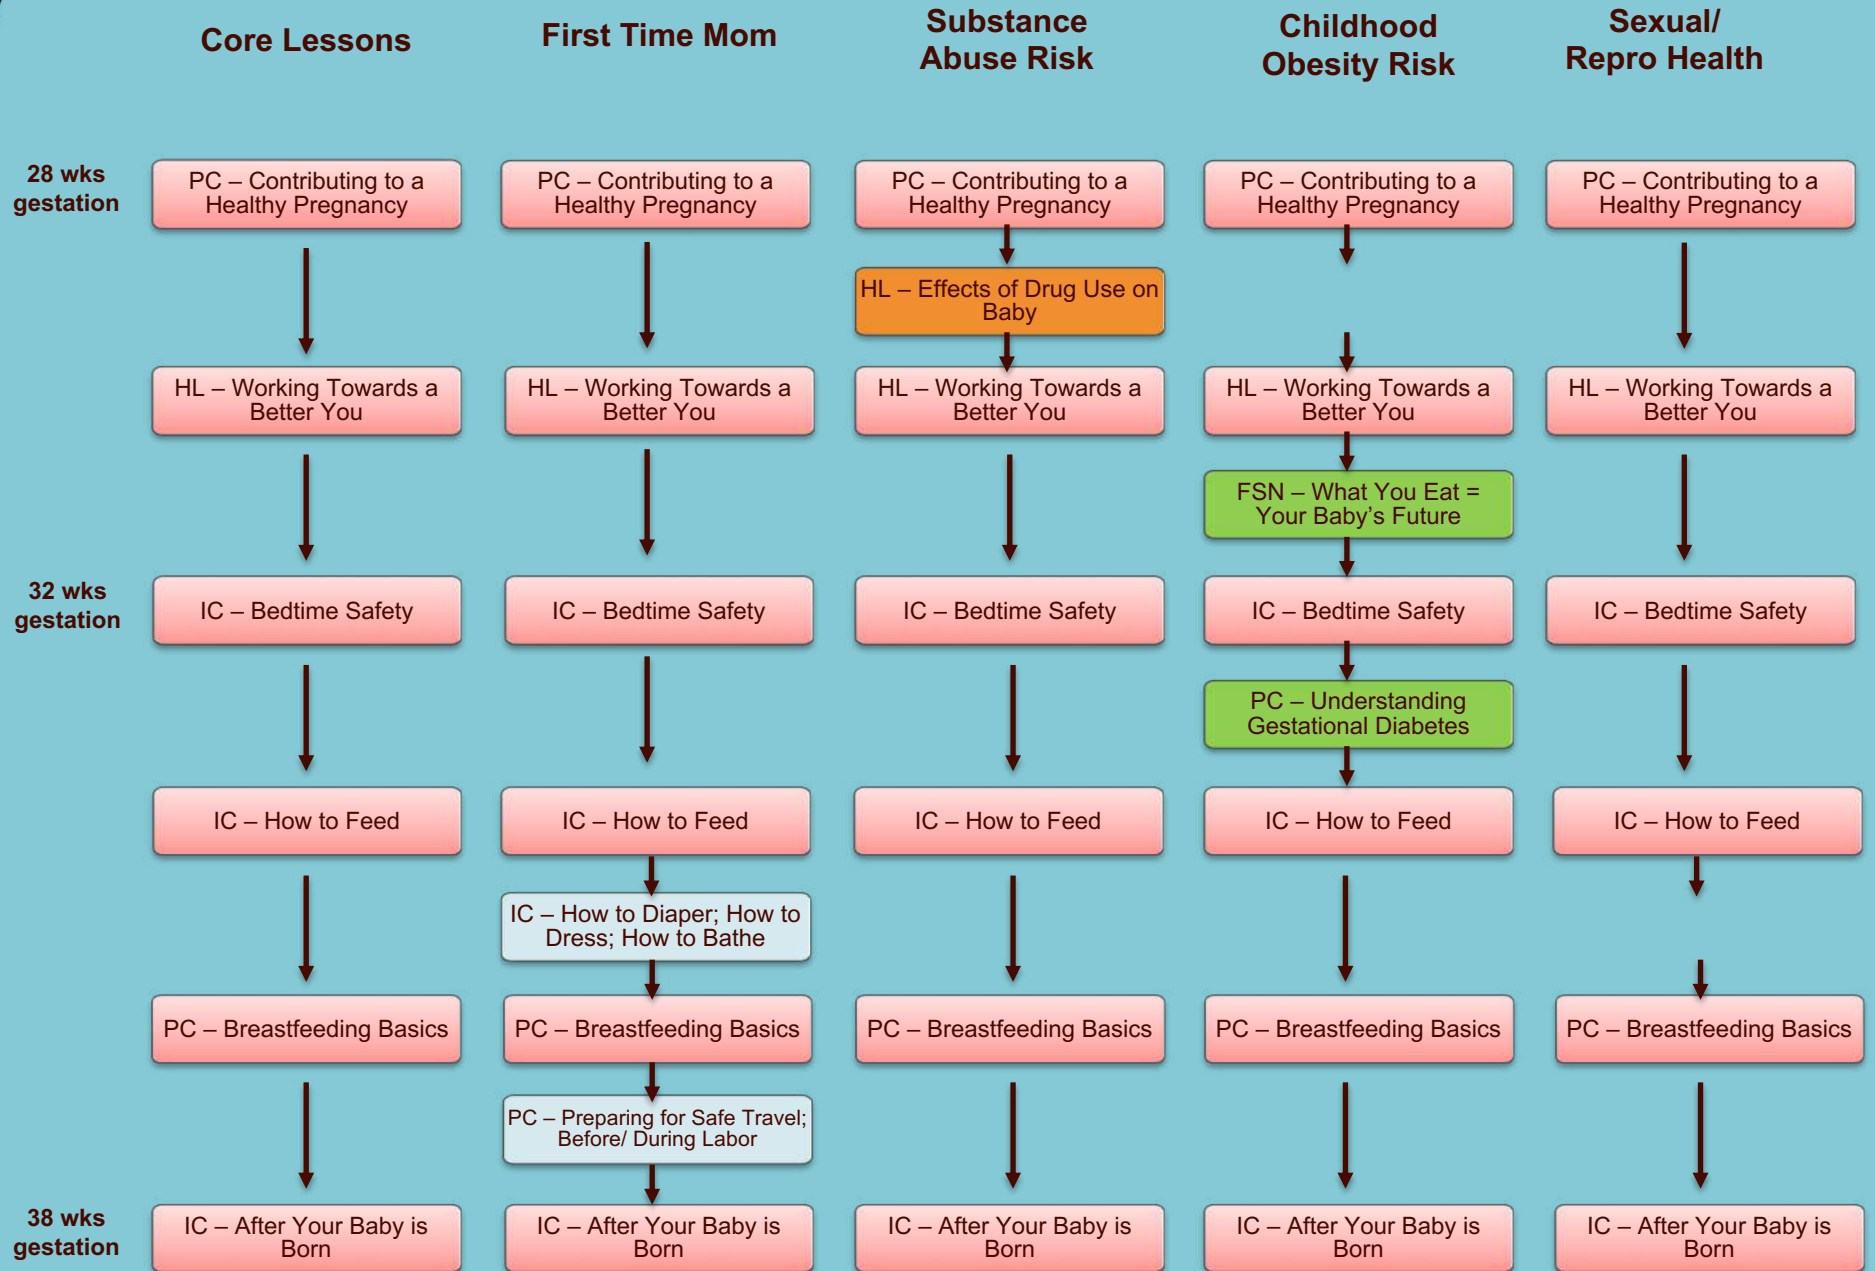 Core Lessons
First Time Mom
Substance
Abuse Risk
Childhood
Obesity Risk
Sexual/
Repro Health
28 wks
gestation
PC – Contributing to a
Healthy Pregnancy
PC – Contributing to a
Healthy Pregnancy
PC – Contributing to a
Healthy Pregnancy
PC – Contributing to a
Healthy Pregnancy
PC – Contributing to a
Healthy Pregnancy
HL – Effects of Drug Use on
Baby
HL – Working Towards a
Better You
HL – Working Towards a
Better You
HL – Working Towards a
Better You
HL – Working Towards a
Better You
HL – Working Towards a
Better You
FSN – What You Eat =
Your Baby’s Future
32 wks
gestation
IC – Bedtime Safety
IC – Bedtime Safety
IC – Bedtime Safety
IC – Bedtime Safety
IC – Bedtime Safety
PC – Understanding
Gestational Diabetes
IC – How to Feed
IC – How to Feed
IC – How to Feed
IC – How to Feed
IC – How to Feed
IC – How to Diaper; How to
Dress; How to Bathe
PC – Breastfeeding Basics
PC – Breastfeeding Basics
PC – Breastfeeding Basics
PC – Breastfeeding Basics
PC – Breastfeeding Basics
PC – Preparing for Safe Travel;
Before/ During Labor
38 wks
gestation
IC – After Your Baby is
Born
IC – After Your Baby is
Born
IC – After Your Baby is
Born
IC – After Your Baby is
Born
IC – After Your Baby is
Born